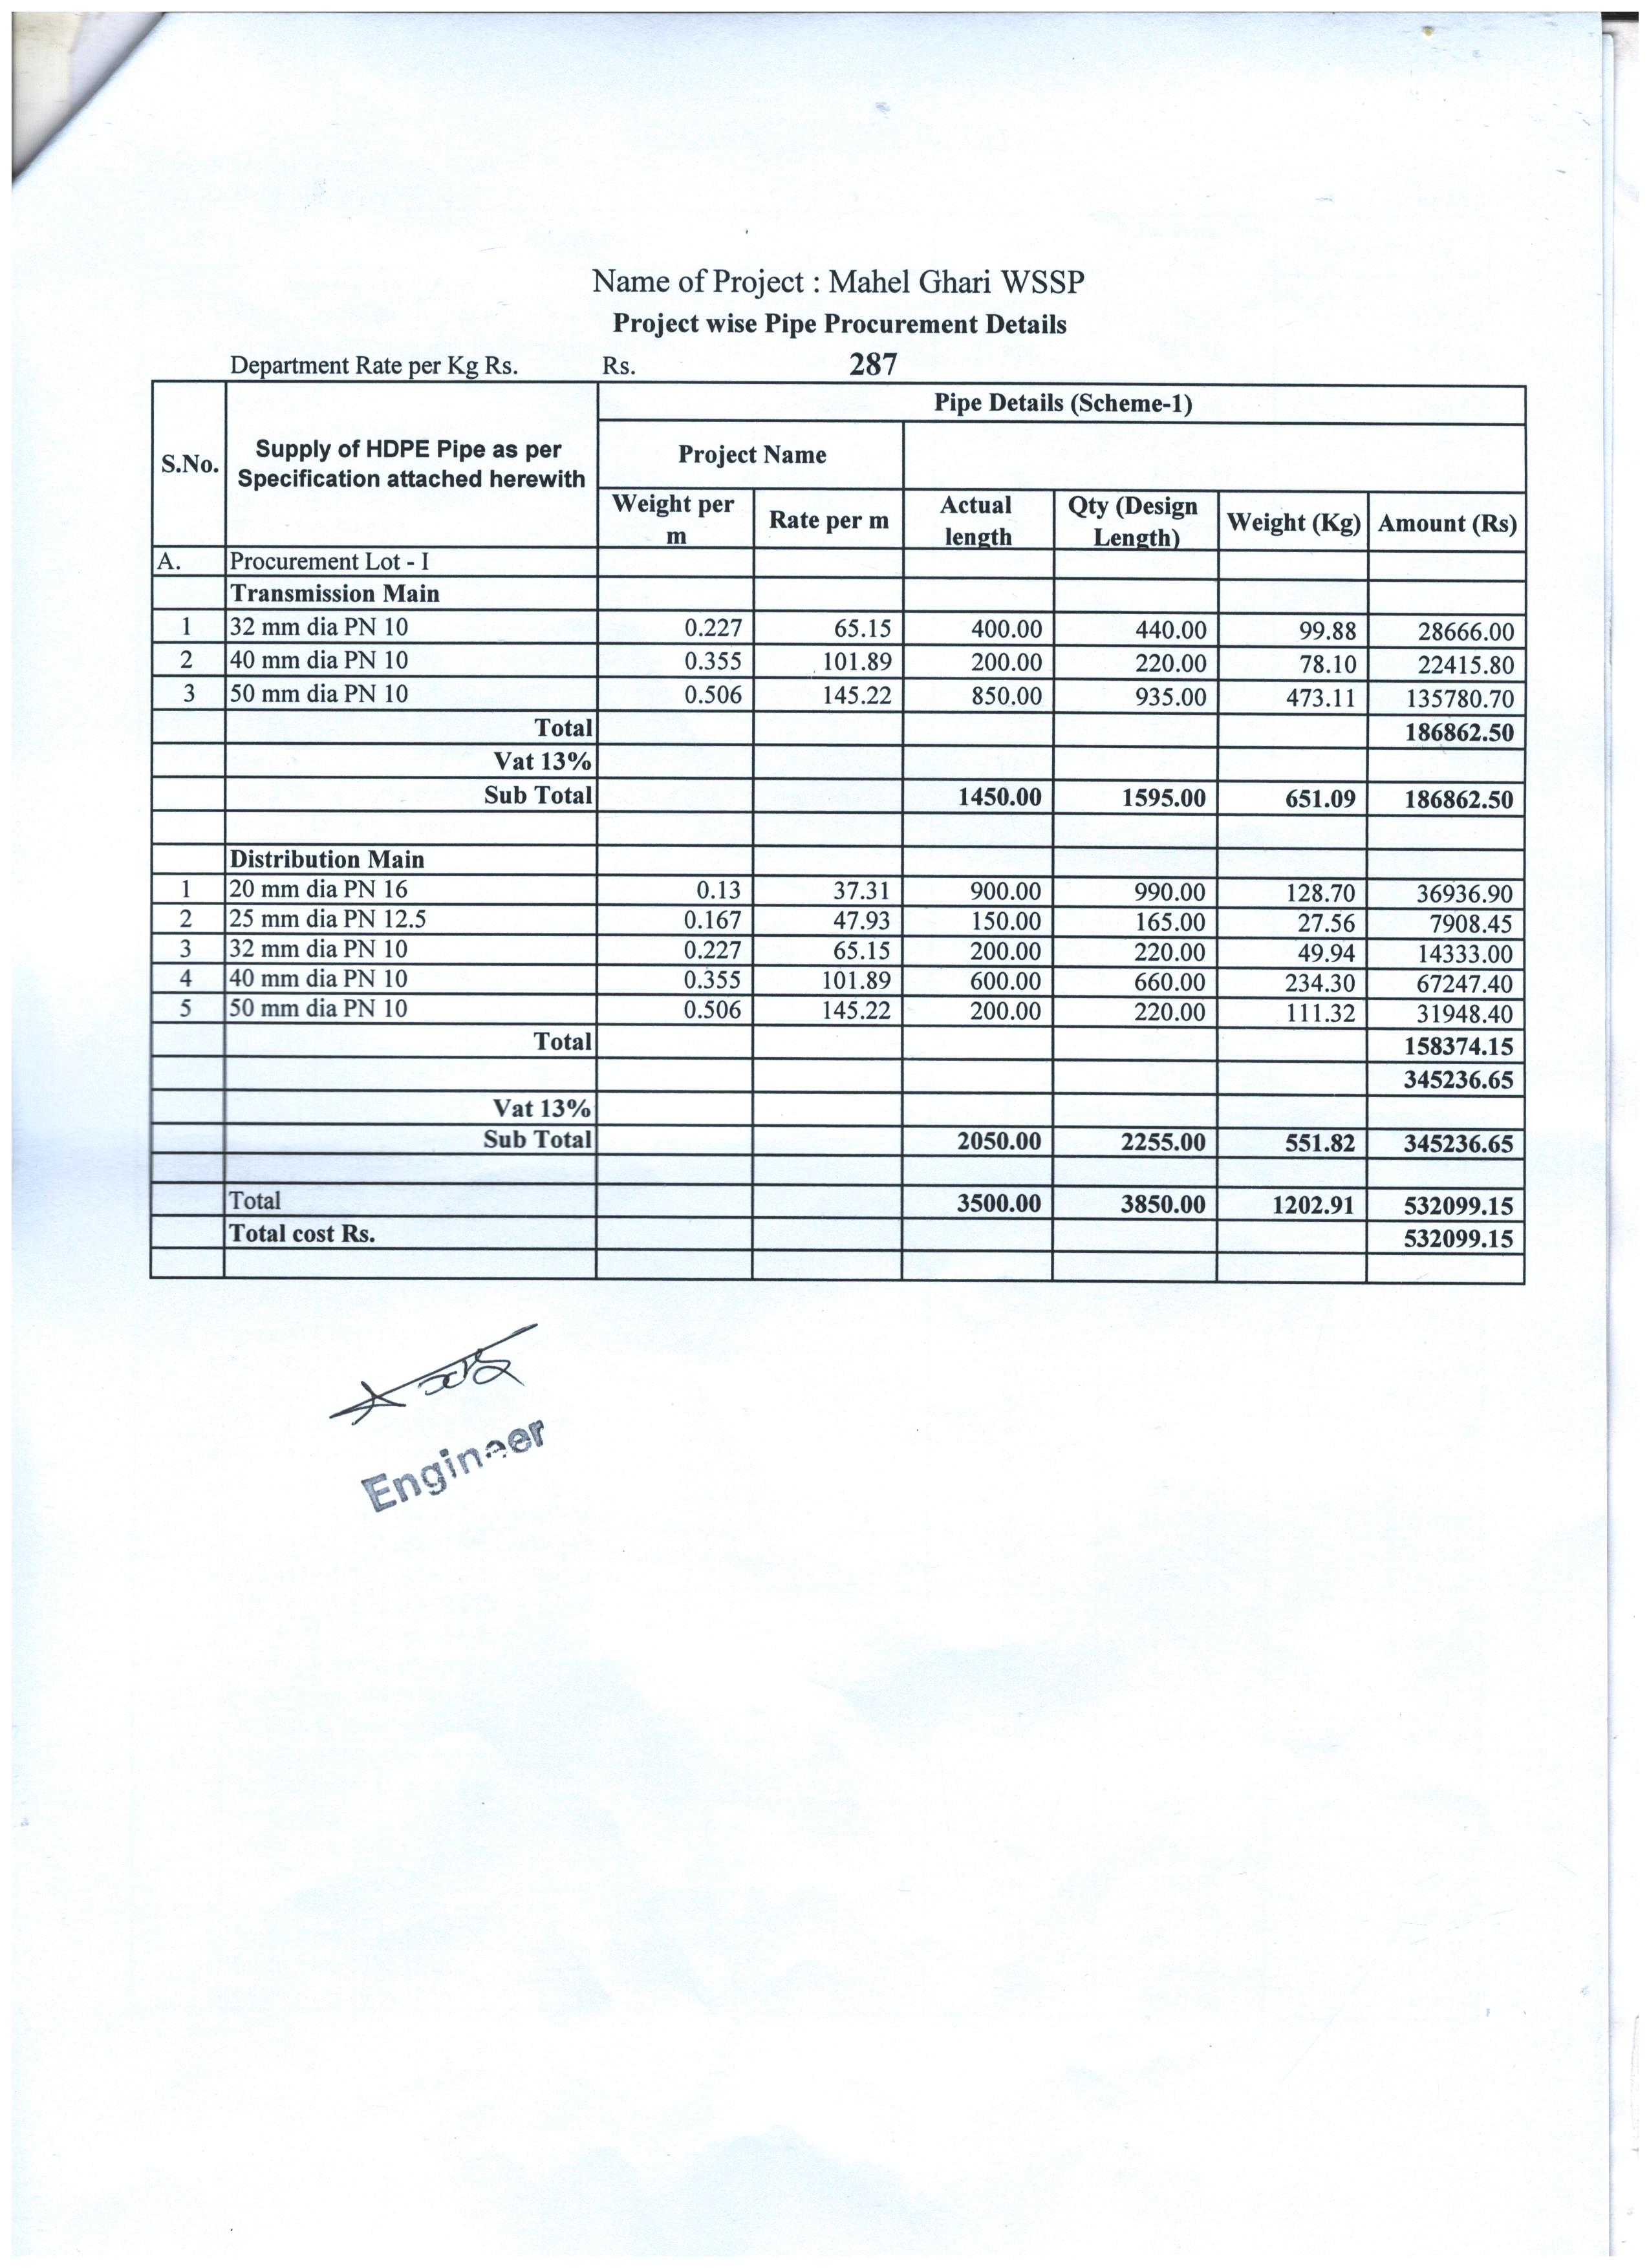 Name of Project : Mahel Ghari WSSP
Project wise Pipe Procurement Details
Department Rate per Kg Rs. Rs. 287
S.No. Supply of HDPE Pipe as per Specification attached herewith Pipe Details (Scheme-1)
Project Name
Weight per m Rate per m Actual length Qty (Design Length) Weight (Kg) Amount (Rs)
A. Procurement Lot - I
Transmission Main
1 32 mm dia PN 10 0.227 65.15 400.00 440.00 99.88 28666.00
2 40 mm dia PN 10 0.355 101.89 200.00 220.00 78.10 22415.80
3 50 mm dia PN 10 0.506 145.22 850.00 935.00 473.11 135780.70
Total 186862.50
Vat 13%
Sub Total 1450.00 1595.00 651.09 186862.50
Distribution Main
1 20 mm dia PN 16 0.13 37.31 900.00 990.00 128.70 36936.90
2 25 mm dia PN 12.5 0.167 47.93 150.00 165.00 27.56 7908.45
3 32 mm dia PN 10 0.227 65.15 200.00 220.00 49.94 14333.00
4 40 mm dia PN 10 0.355 101.89 600.00 660.00 234.30 67247.40
5 50 mm dia PN 10 0.506 145.22 200.00 220.00 111.32 31948.40
Total 158374.15
345236.65
Vat 13%
Sub Total 2050.00 2255.00 551.82 345236.65
Total 3500.00 3850.00 1202.91 532099.15
Total cost Rs. 532099.15
Engineer